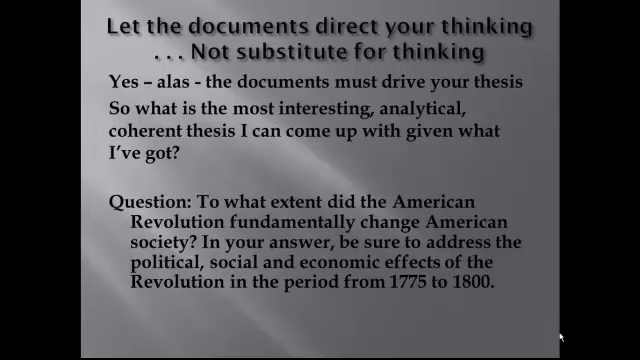 Let the documents direct your thinking
. . . Not substitute for thinking
Yes – alas - the documents must drive your thesis
So what is the most interesting, analytical,
coherent thesis I can come up with given what
I've got?
Question: To what extent did the American
Revolution fundamentally change American
society? In your answer, be sure to address the
political, social and economic effects of the
Revolution in the period from 1775 to 1800.